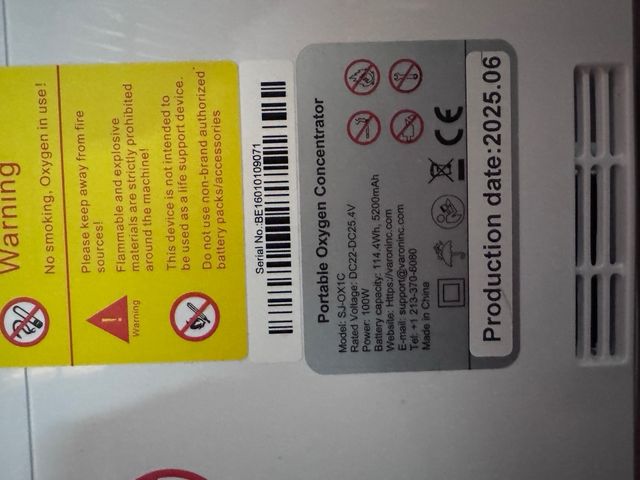 Warning
No smoking, Oxygen in use!
Please keep away from fire
sources!
Flammable and explosive
materials are strictly prohibited
around the machine!
Warning
This device is not intended to
be used as a life support device.
Do not use non-brand authorized
battery packs/accessories
Serial No.:BE16010109071
Portable Oxygen Concentrator
Model: SJ-OX1C
Rated Voltage: DC22-DC25.4V
Power: 100W
Battery capacity: 114.4Wh, 5200mAh
Website: Https://varoninc.com
E-mail: support@varoninc.com
Tel: +1 213-370-8080
Made in China
CE
Production date:2025.06